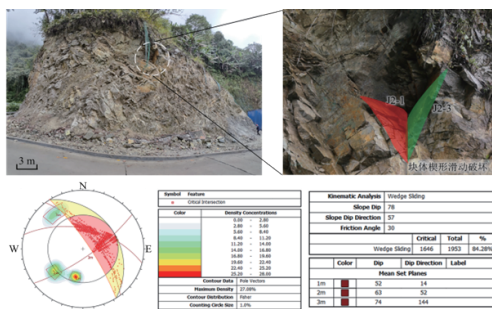 3 m
J2-1
J2-3
块体楔形滑动破坏
N
W
E
Symbol Feature
Critical Intersection
Color Density Concentrations
0.00 - 2.80
2.80 - 5.60
5.60 - 8.40
8.40 - 11.20
11.20 - 14.00
14.00 - 16.80
16.80 - 19.60
19.60 - 22.40
22.40 - 25.20
25.20 - 28.00
Contour Data Pole Vectors
Maximum Density 27.09%
Contour Distribution Fisher
Counting Circle Size 1.0%
Kinematic Analysis Wedge Sliding
Slope Dip 78
Slope Dip Direction 57
Friction Angle 30
Critical Total %
Wedge Sliding 1646 1953 84.28%
Color Dip Dip Direction Label
Mean Set Planes
1m 52 14
2m 63 52
3m 74 144